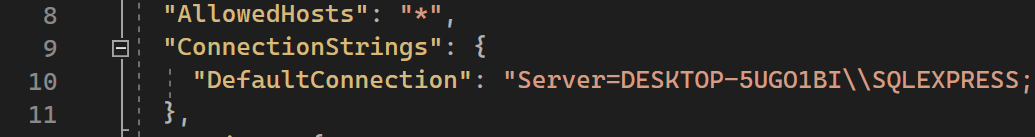 8 "AllowedHosts": "*",
9 "ConnectionStrings": {
10 "DefaultConnection": "Server=DESKTOP-5UGO1BI\\SQLEXPRESS;
11 },